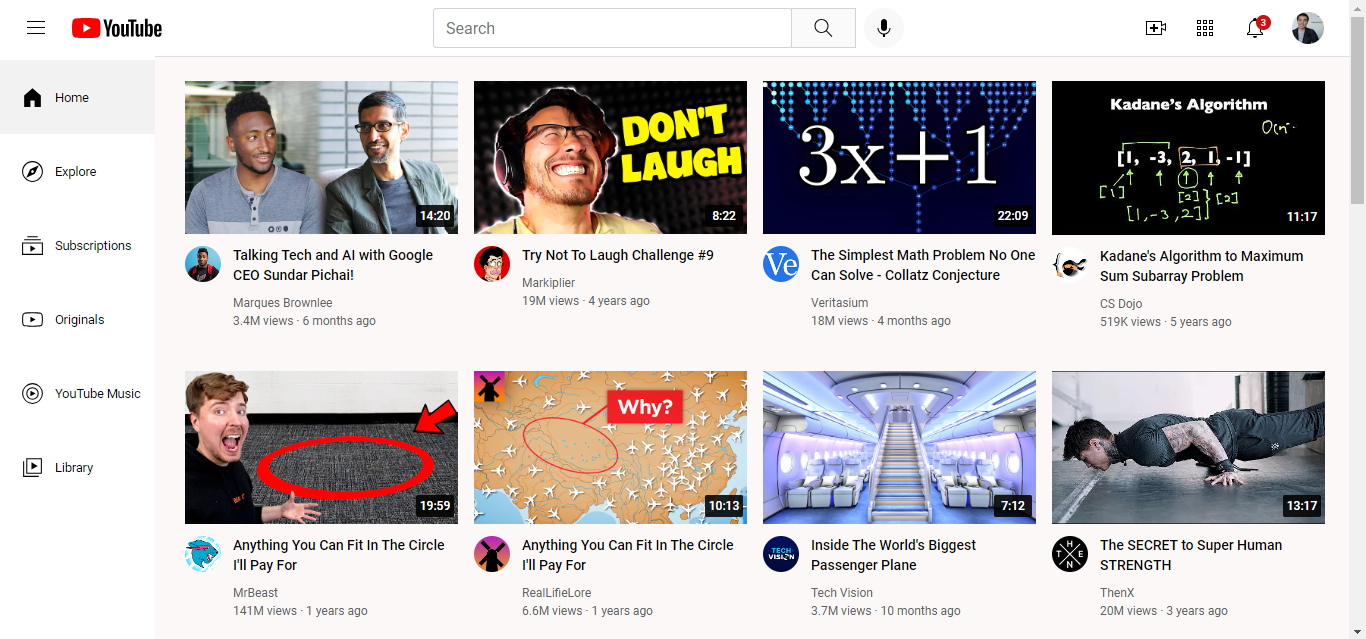 YouTube
Search
3
Home
Explore
Subscriptions
Originals
YouTube Music
Library
14:20
Talking Tech and AI with Google
CEO Sundar Pichai!
Marques Brownlee
3.4M views · 6 months ago
DON'T
LAUGH
8:22
Try Not To Laugh Challenge #9
Markiplier
19M views · 4 years ago
3x+1
22:09
Ve
The Simplest Math Problem No One
Can Solve - Collatz Conjecture
Veritasium
18M views · 4 months ago
Kadane's Algorithm
[1, -3, 2, 1, -1]
[1]
[2]
[2]
[1, -3, 2]
11:17
Kadane's Algorithm to Maximum
Sum Subarray Problem
CS Dojo
519K views · 5 years ago
19:59
Anything You Can Fit In The Circle
I'll Pay For
MrBeast
141M views · 1 years ago
Why?
10:13
Anything You Can Fit In The Circle
I'll Pay For
RealLifieLore
6.6M views · 1 years ago
7:12
TECH
VISION
Inside The World's Biggest
Passenger Plane
Tech Vision
3.7M views · 10 months ago
13:17
THEN
The SECRET to Super Human
STRENGTH
ThenX
20M views · 3 years ago